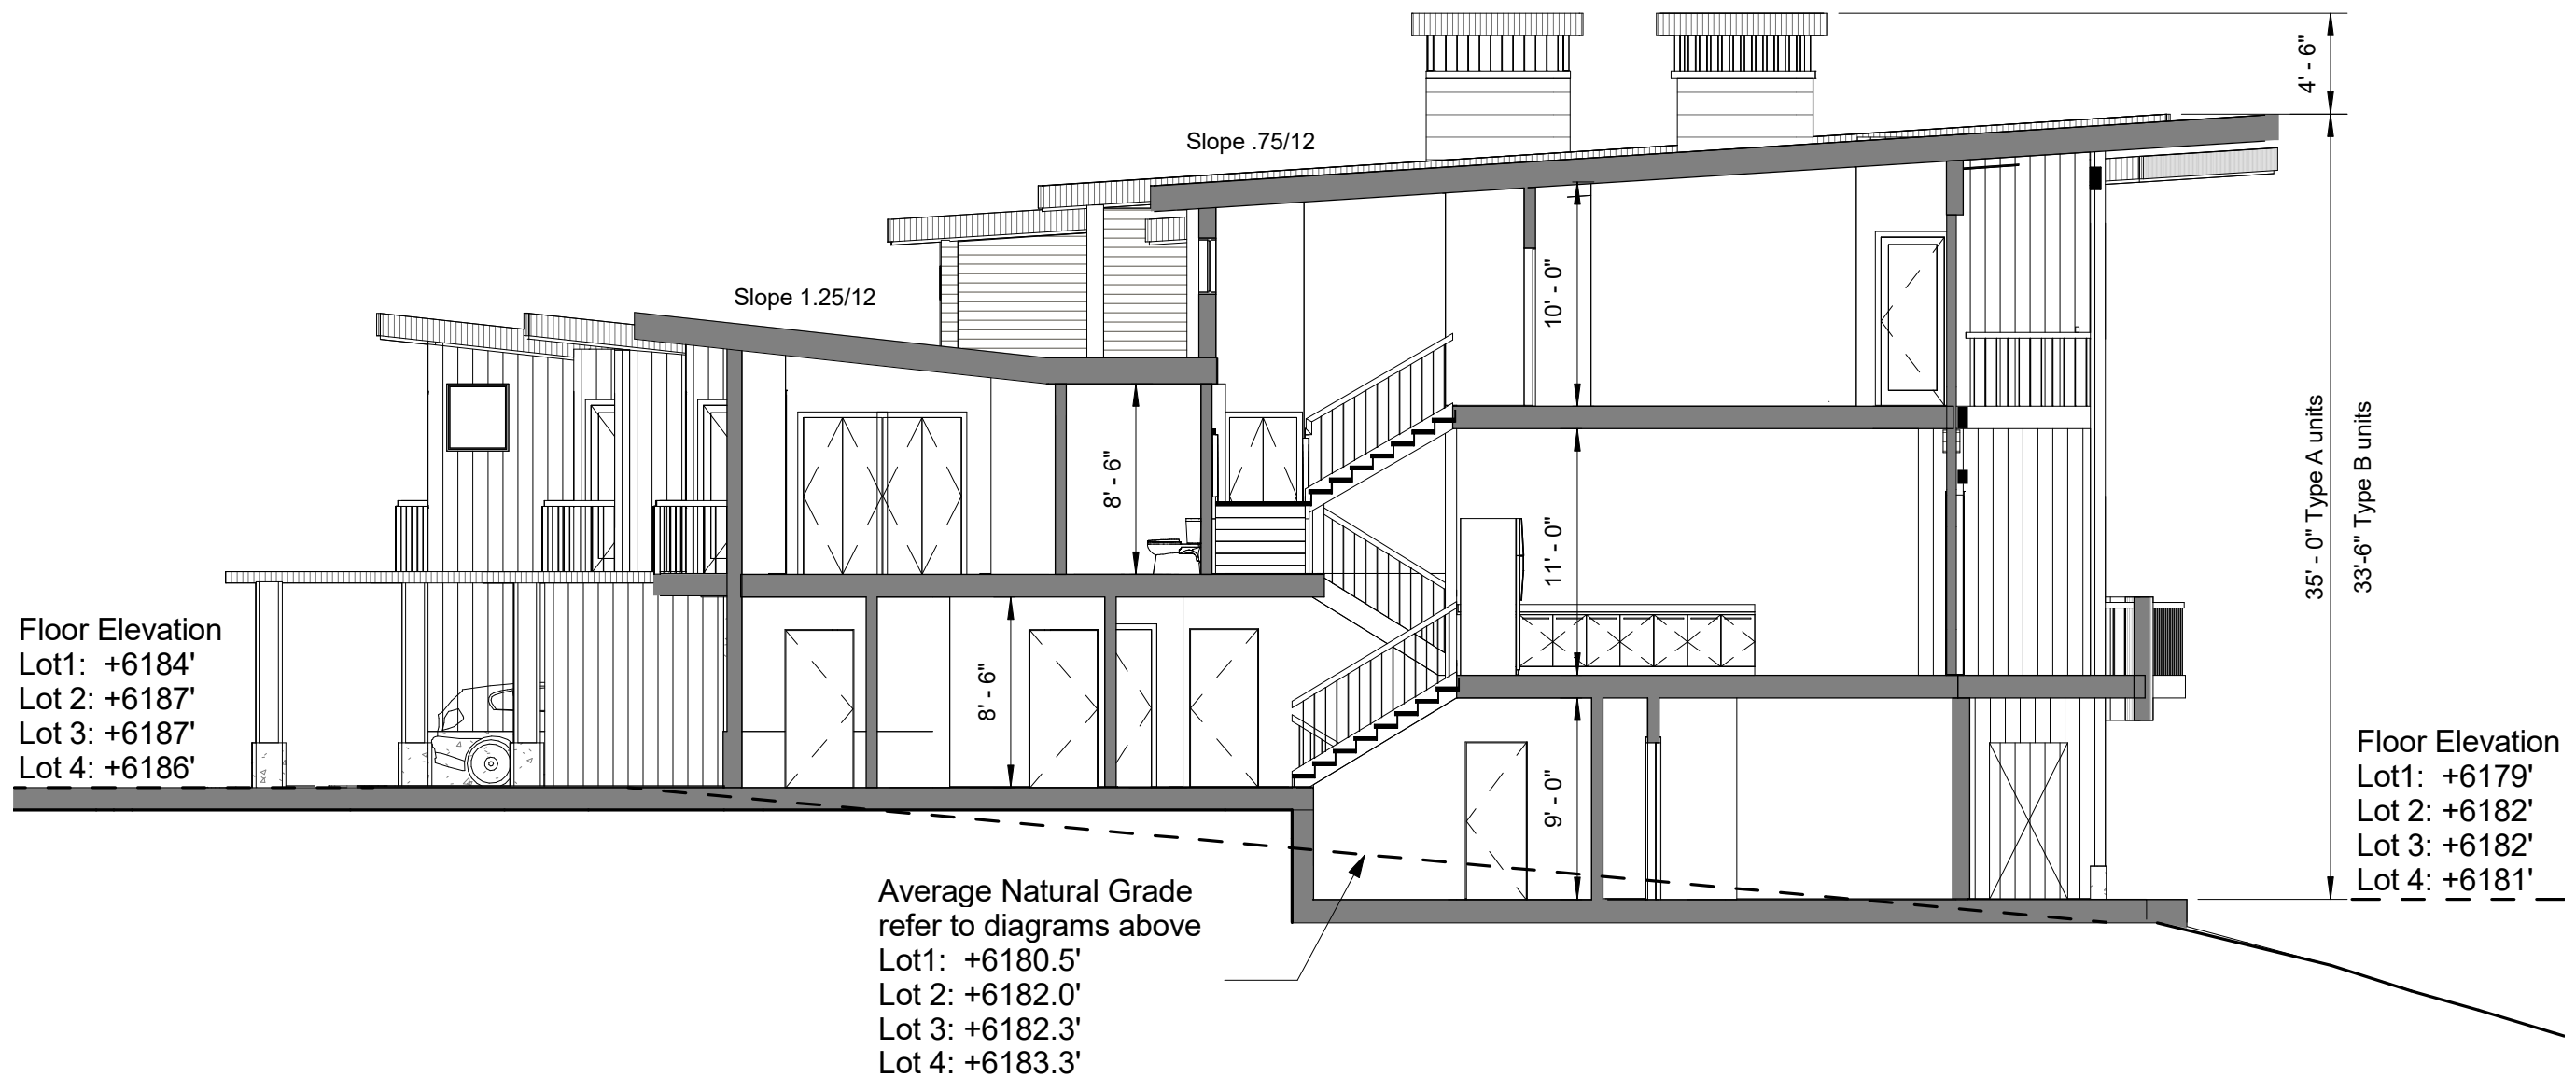 4' - 6"
Slope .75/12
Slope 1.25/12
10' - 0"
8' - 6"
11' - 0"
35' - 0" Type A units
33'-6" Type B units
8' - 6"
9' - 0"
Floor Elevation
Lot1: +6184'
Lot 2: +6187'
Lot 3: +6187'
Lot 4: +6186'
Floor Elevation
Lot1: +6179'
Lot 2: +6182'
Lot 3: +6182'
Lot 4: +6181'
Average Natural Grade
refer to diagrams above
Lot1: +6180.5'
Lot 2: +6182.0'
Lot 3: +6182.3'
Lot 4: +6183.3'